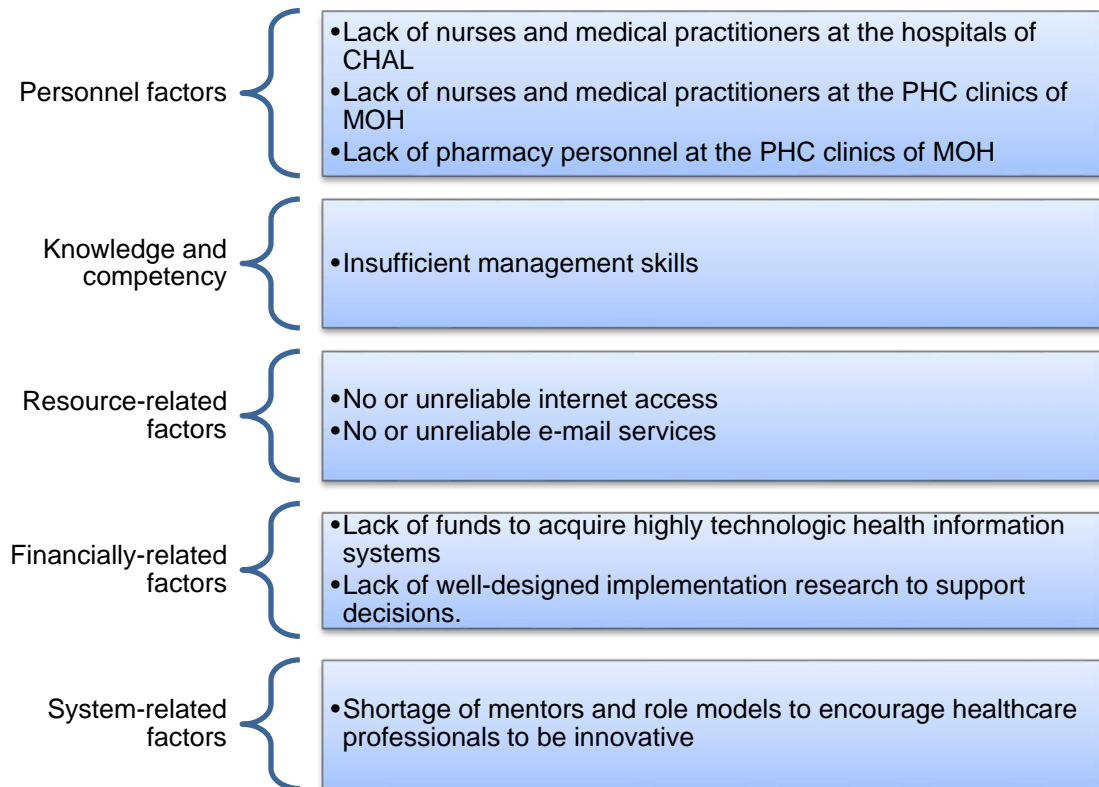 Personnel factors
•Lack of nurses and medical practitioners at the hospitals of
CHAL
•Lack of nurses and medical practitioners at the PHC clinics of
MOH
•Lack of pharmacy personnel at the PHC clinics of MOH
Knowledge and
competency
•Insufficient management skills
Resource-related
factors
•No or unreliable internet access
•No or unreliable e-mail services
Financially-related
factors
•Lack of funds to acquire highly technologic health information
systems
•Lack of well-designed implementation research to support
decisions.
System-related
factors
•Shortage of mentors and role models to encourage healthcare
professionals to be innovative